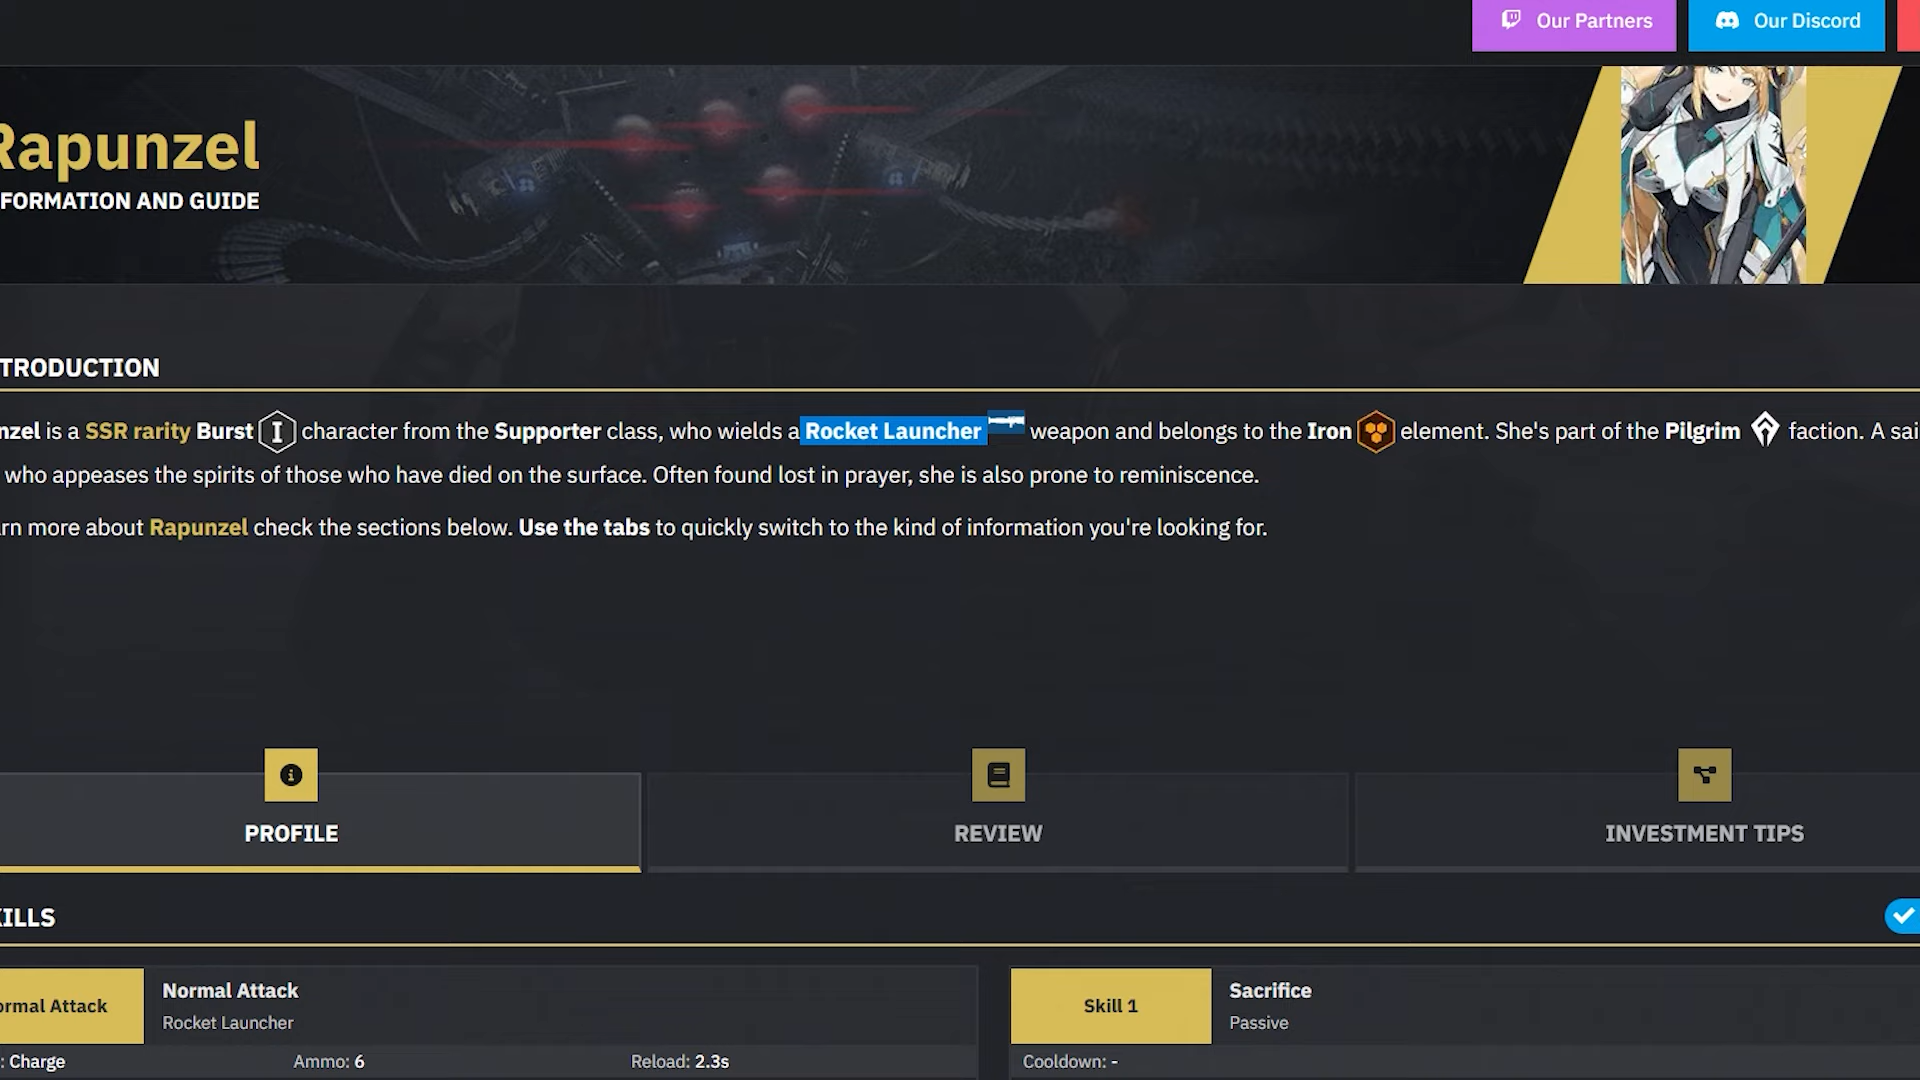 Our Partners
Our Discord
Rapunzel
FORMATION AND GUIDE
TRODUCTION
nzel is a SSR rarity Burst I character from the Supporter class, who wields a Rocket Launcher weapon and belongs to the Iron element. She's part of the Pilgrim faction. A sai
who appeases the spirits of those who have died on the surface. Often found lost in prayer, she is also prone to reminiscence.
rn more about Rapunzel check the sections below. Use the tabs to quickly switch to the kind of information you're looking for.
PROFILE
REVIEW
INVESTMENT TIPS
KILLS
ormal Attack
Normal Attack
Rocket Launcher
: Charge
Ammo: 6
Reload: 2.3s
Skill 1
Sacrifice
Passive
Cooldown: -